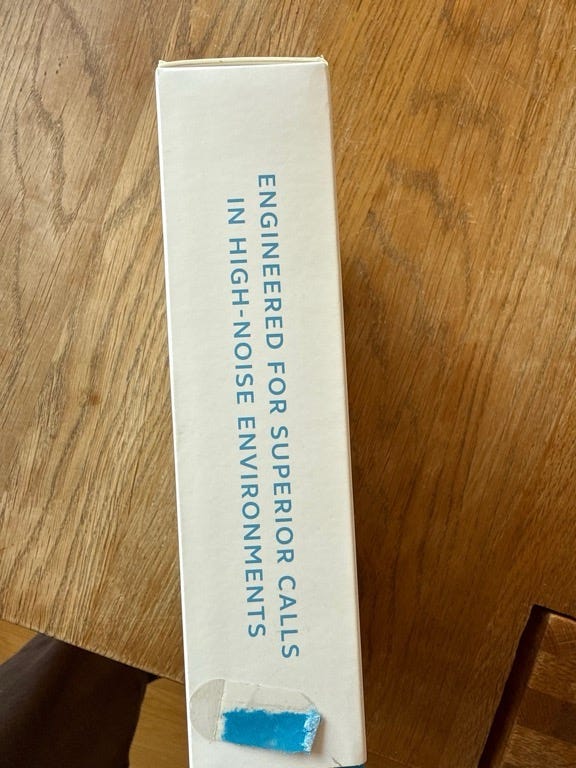 ENGINEERED FOR SUPERIOR CALLS
IN HIGH-NOISE ENVIRONMENTS